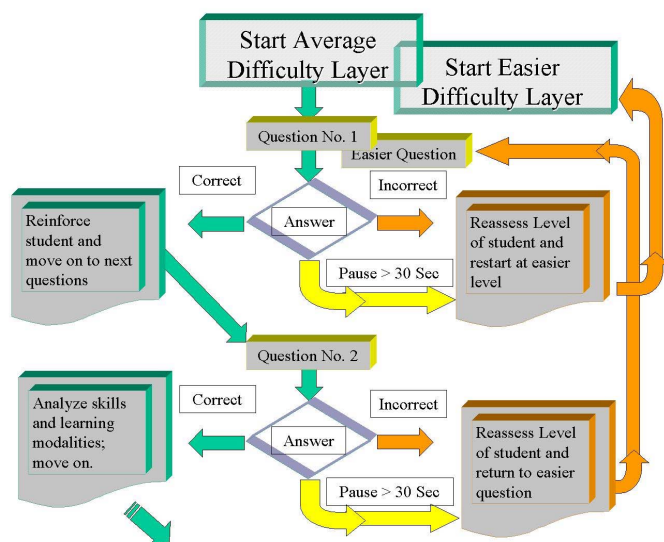 Start Average
Difficulty Layer
Start Easier
Difficulty Layer
Question No. 1
Easier Question
Correct
Incorrect
Reinforce
student and
move on to next
questions
Answer
Reassess Level
of student and
restart at easier
level
Pause > 30 Sec
Question No. 2
Correct
Incorrect
Analyze skills
and learning
modalities;
move on.
Answer
Reassess Level
of student and
return to easier
question
Pause > 30 Sec